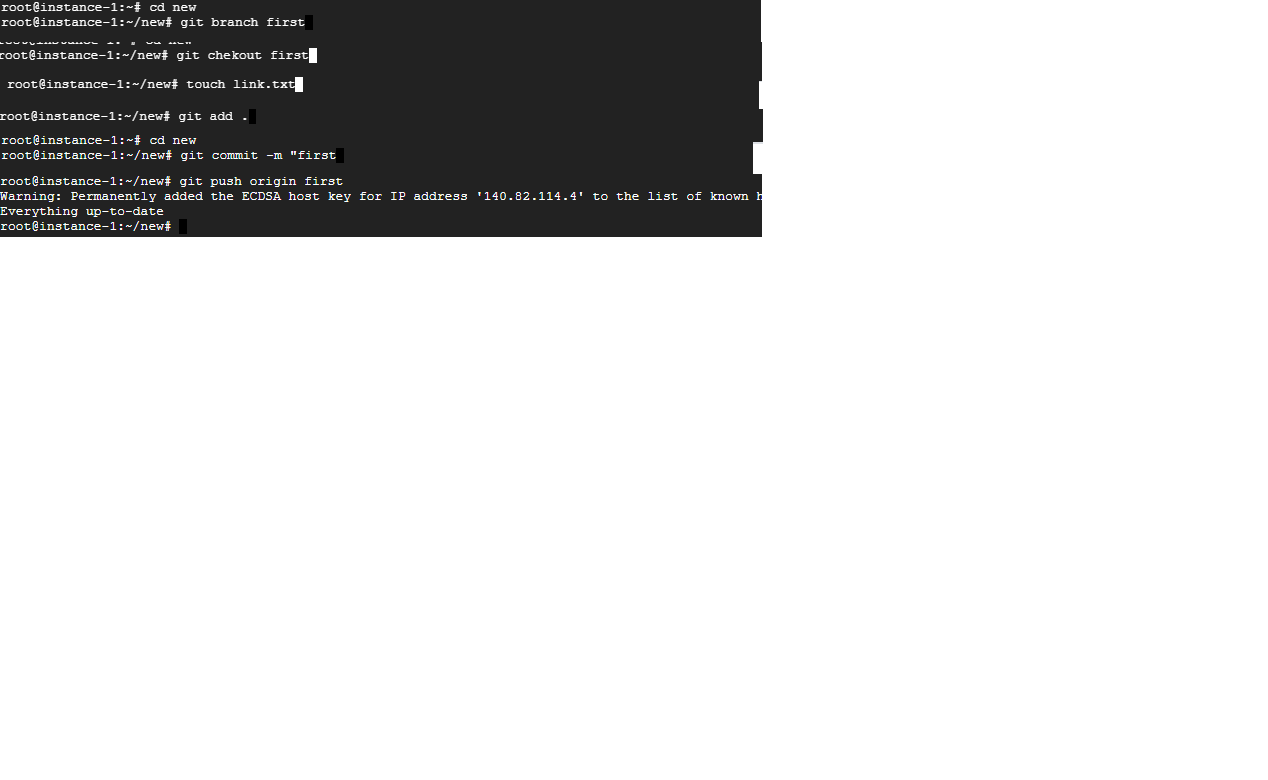 root@instance-1:~# cd new
root@instance-1:~/new# git branch first
root@instance-1:~/new# git chekout first
root@instance-1:~/new# touch link.txt
root@instance-1:~/new# git add .
root@instance-1:~# cd new
root@instance-1:~/new# git commit -m "first
root@instance-1:~/new# git push origin first
Warning: Permanently added the ECDSA host key for IP address '140.82.114.4' to the list of known h
Everything up-to-date
root@instance-1:~/new#